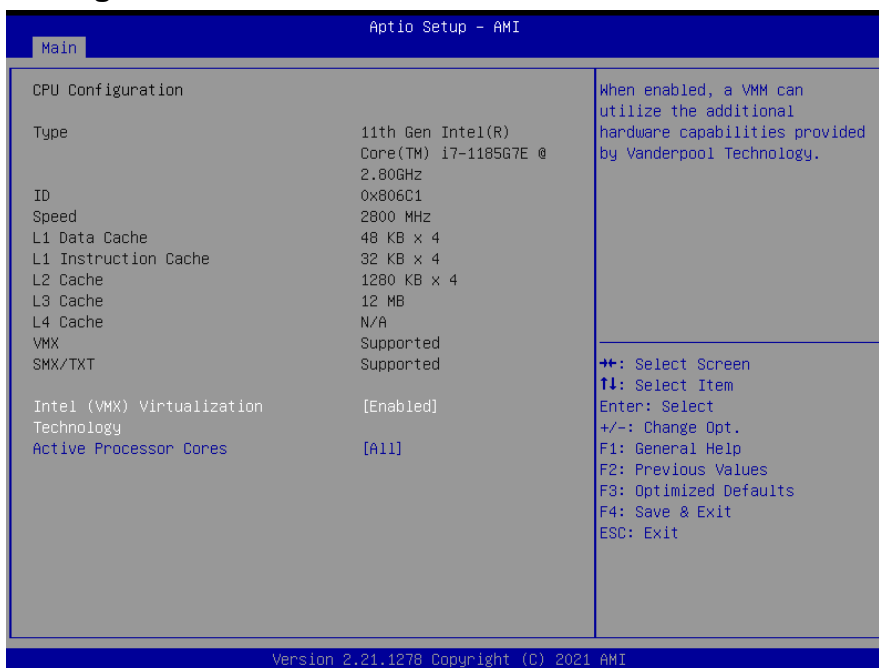 Aptio Setup - AMI
Main
CPU Configuration
Type 11th Gen Intel(R)
Core(TM) i7-1185G7E @
2.80GHz
ID 0x806C1
Speed 2800 MHz
L1 Data Cache 48 KB x 4
L1 Instruction Cache 32 KB x 4
L2 Cache 1280 KB x 4
L3 Cache 12 MB
L4 Cache N/A
VMX Supported
SMX/TXT Supported
Intel (VMX) Virtualization [Enabled]
Technology
Active Processor Cores [All]
When enabled, a VMM can
utilize the additional
hardware capabilities provided
by Vanderpool Technology.
→←: Select Screen
↑↓: Select Item
Enter: Select
+/-: Change Opt.
F1: General Help
F2: Previous Values
F3: Optimized Defaults
F4: Save & Exit
ESC: Exit
Version 2.21.1278 Copyright (C) 2021 AMI